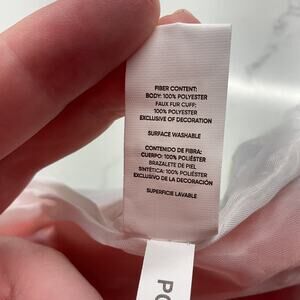 FIBER CONTENT:
BODY: 100% POLYESTER
FAUX FUR CUFF:
100% POLYESTER
EXCLUSIVE OF DECORATION
SURFACE WASHABLE
CONTENIDO DE FIBRA:
CUERPO: 100% POLIÉSTER
BRAZALETE DE PIEL
SINTÉTICA: 100% POLIÉSTER
EXCLUSIVO DE LA DECORACIÓN
SUPERFICIE LAVABLE